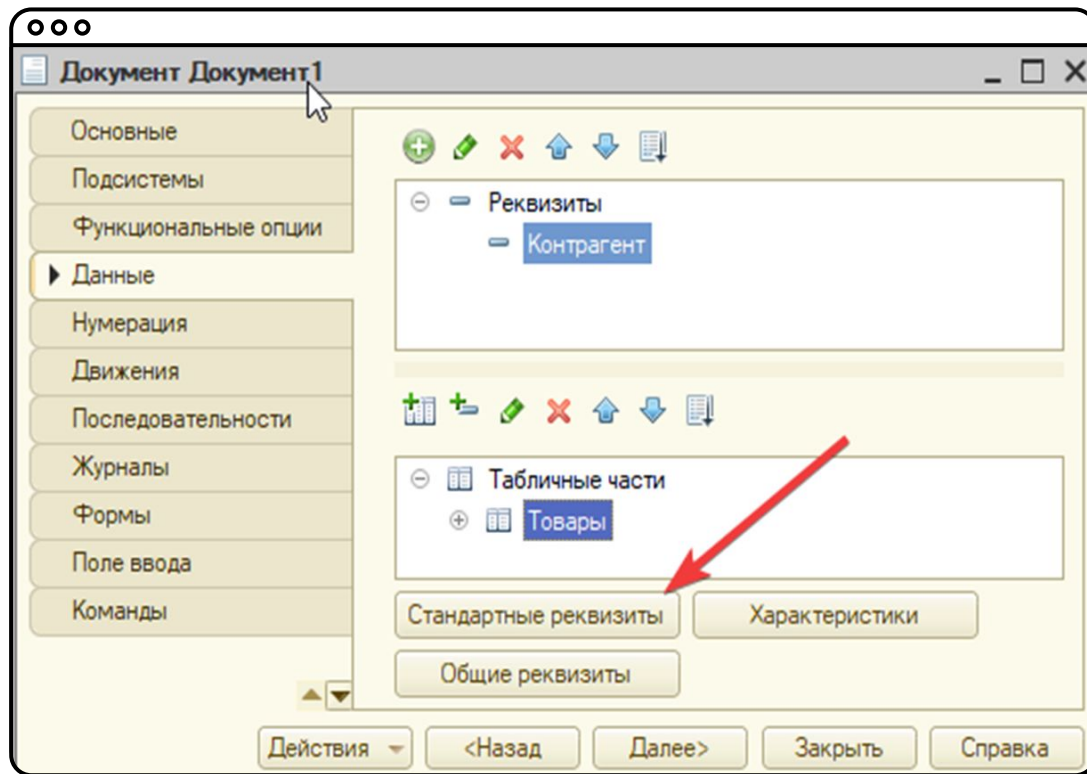 Документ Документ1
Основные
Подсистемы
Функциональные опции
Данные
Нумерация
Движения
Последовательности
Журналы
Формы
Поле ввода
Команды
Реквизиты
Контрагент
Табличные части
Товары
Стандартные реквизиты
Характеристики
Общие реквизиты
Действия
<Назад
Далее>
Закрыть
Справка